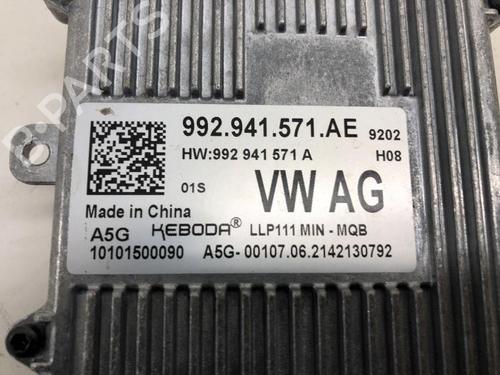 992.941.571.AE 9202
HW:992 941 571 A H08
01S VW AG
Made in China
A5G KEBODA® LLP111 MIN - MQB
10101500090 A5G- 00107.06.2142130792
B-PARTS